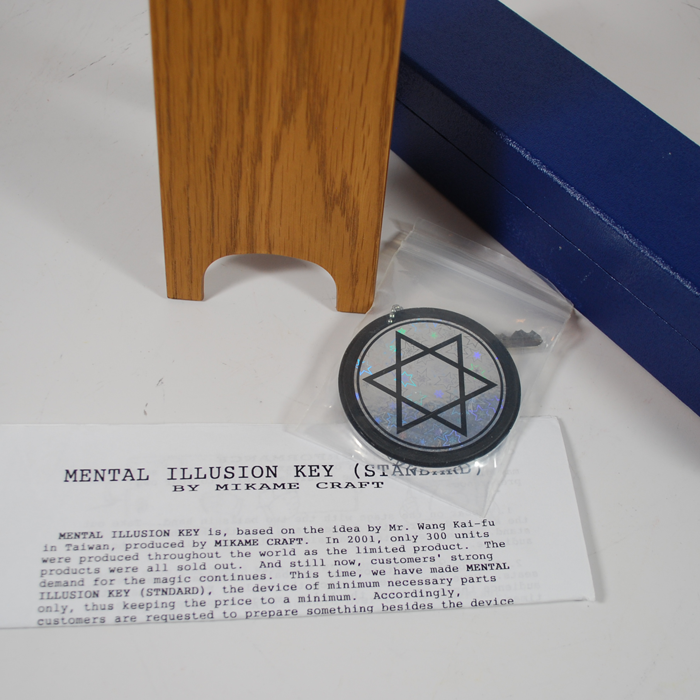 MENTAL ILLUSION KEY (STANDARD)
BY MIKAME CRAFT
MENTAL ILLUSION KEY is, based on the idea by Mr. Wang Kai-fu
in Taiwan, produced by MIKAME CRAFT. In 2001, only 300 units
were produced throughout the world as the limited product. The
products were all sold out. And still now, customers' strong
demand for the magic continues. This time, we have made MENTAL
ILLUSION KEY (STNDARD), the device of minimum necessary parts
only, thus keeping the price to a minimum. Accordingly,
customers are requested to prepare something besides the device